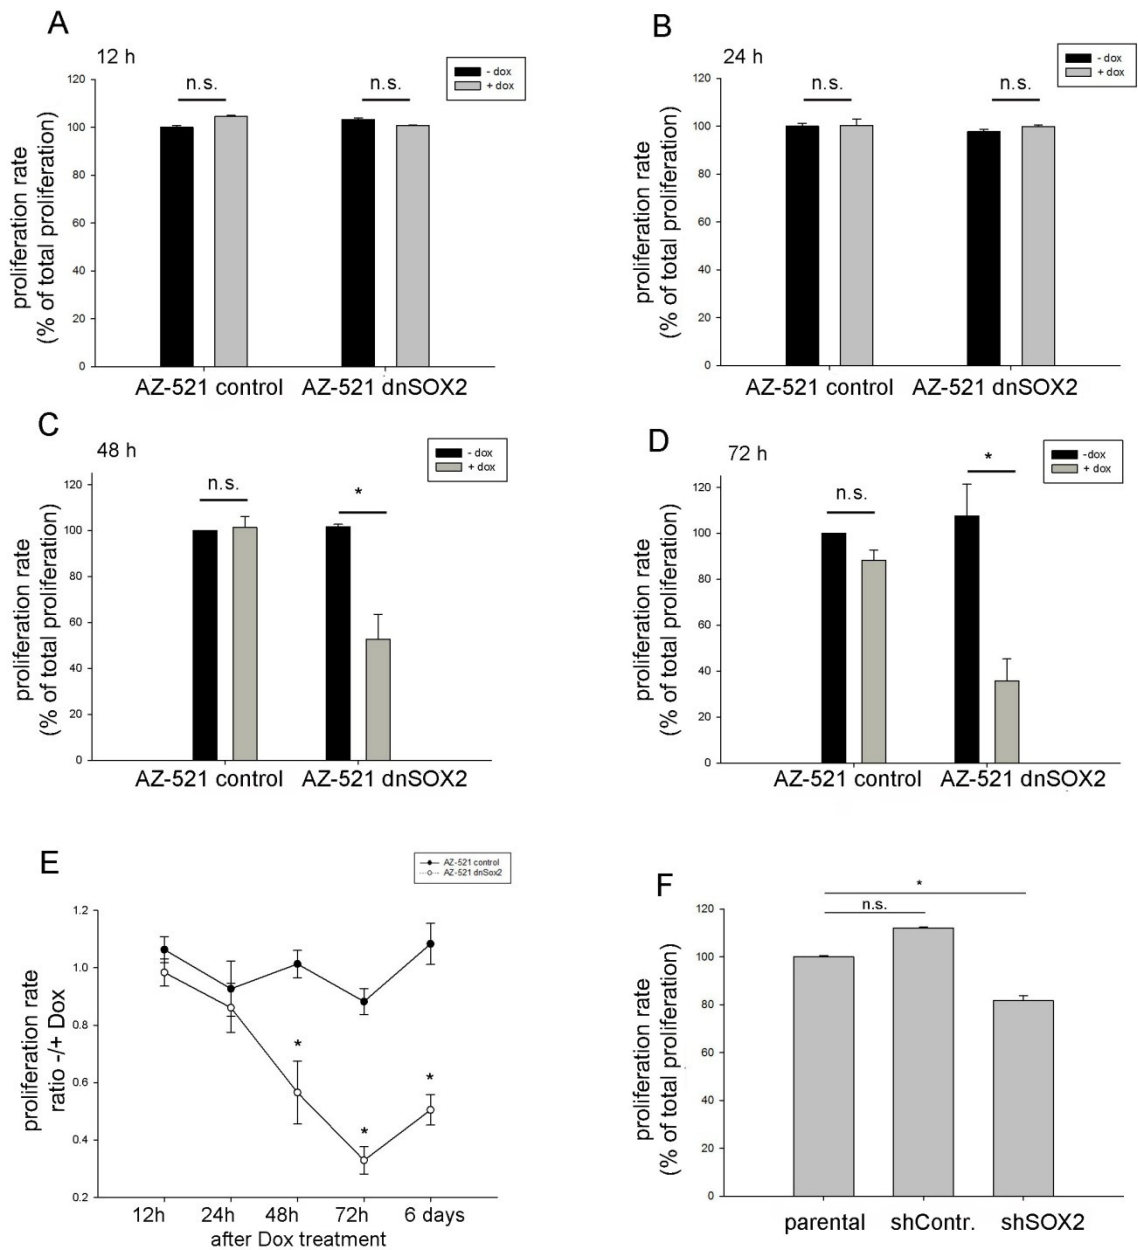 A
12 h
- dox
+ dox
n.s.
n.s.
120
100
80
60
40
20
0
proliferation rate
(% of total proliferation)
AZ-521 control
AZ-521 dnSOX2
B
24 h
- dox
+ dox
n.s.
n.s.
120
100
80
60
40
20
0
proliferation rate
(% of total proliferation)
AZ-521 control
AZ-521 dnSOX2
C
48 h
- dox
+ dox
n.s.
*
120
100
80
60
40
20
0
proliferation rate
(% of total proliferation)
AZ-521 control
AZ-521 dnSOX2
D
72 h
-dox
+ dox
n.s.
*
120
100
80
60
40
20
0
proliferation rate
(% of total proliferation)
AZ-521 control
AZ-521 dnSOX2
E
AZ-521 control
AZ-521 dnSox2
1.2
1.0
0.8
0.6
0.4
0.2
*
*
*
proliferation rate
ratio -/+ Dox
12h
24h
48h
72h
6 days
after Dox treatment
F
*
n.s.
120
100
80
60
40
20
0
proliferation rate
(% of total proliferation)
parental
shContr.
shSOX2